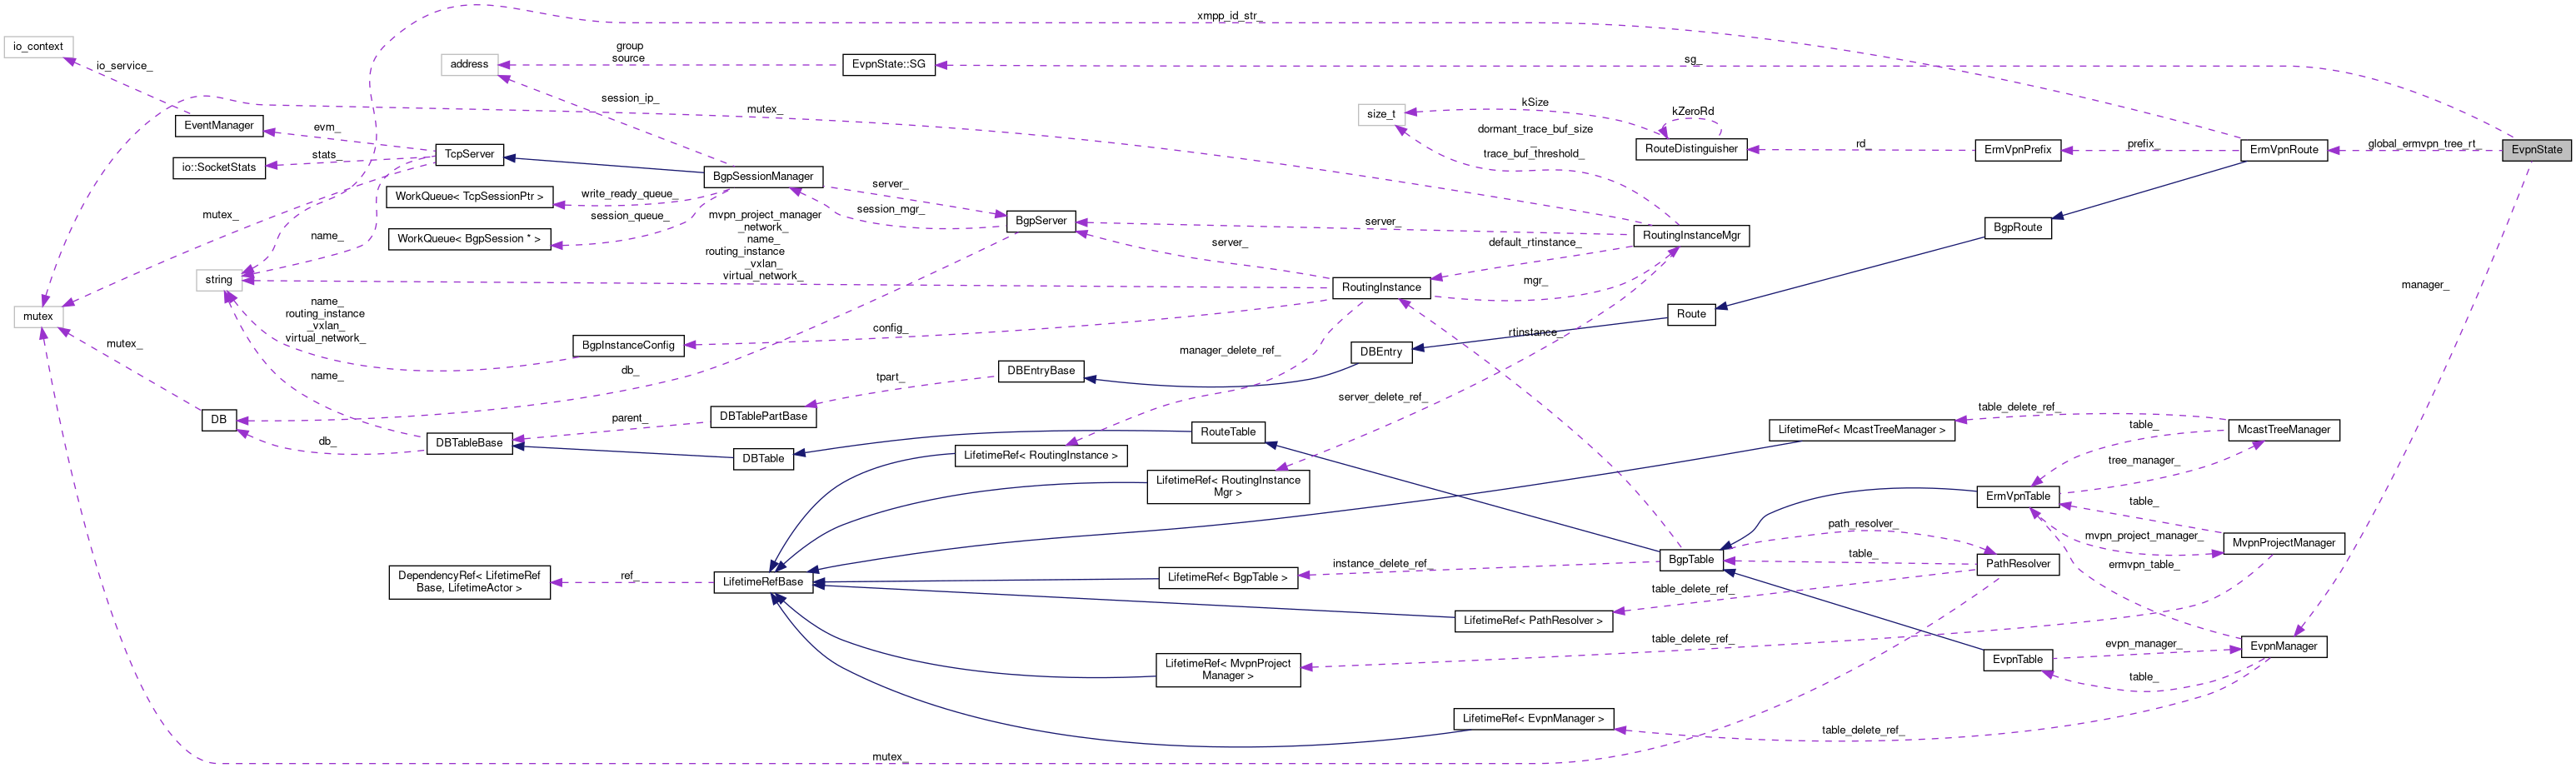 xmpp_id_str_
io_context
group
source
address
EvpnState::SG
sg_
io_service_
session_ip_
mutex_
kSize
size_t
kZeroRd
EventManager
evm_
dormant_trace_buf_size
_
trace_buf_threshold_
RouteDistinguisher
rd_
ErmVpnPrefix
prefix_
ErmVpnRoute
global_ermvpn_tree_rt_
EvpnState
stats_
TcpServer
io::SocketStats
BgpSessionManager
server_
WorkQueue< TcpSessionPtr >
write_ready_queue_
session_queue_
session_mgr_
mutex_
name_
WorkQueue< BgpSession * >
mvpn_project_manager
_network_
name_
routing_instance
_vxlan_
virtual_network_
BgpServer
server_
server_
default_rtinstance_
RoutingInstanceMgr
BgpRoute
string
RoutingInstance
mgr_
manager_
mutex
name_
routing_instance
_vxlan_
virtual_network_
Route
mutex_
BgpInstanceConfig
config_
rtinstance_
manager_delete_ref_
DBEntry
name_
db_
tpart_
DBEntryBase
server_delete_ref_
DB
DBTablePartBase
parent_
db_
DBTableBase
DBTable
RouteTable
LifetimeRef< RoutingInstance >
LifetimeRef< RoutingInstance
Mgr >
LifetimeRef< McastTreeManager >
table_delete_ref_
McastTreeManager
table_
tree_manager_
ErmVpnTable
table_
path_resolver_
mvpn_project_manager_
MvpnProjectManager
DependencyRef< LifetimeRef
Base, LifetimeActor >
ref_
LifetimeRefBase
LifetimeRef< BgpTable >
instance_delete_ref_
BgpTable
table_
PathResolver
ermvpn_table_
table_delete_ref_
LifetimeRef< PathResolver >
table_delete_ref_
LifetimeRef< MvpnProject
Manager >
EvpnTable
evpn_manager_
EvpnManager
table_
LifetimeRef< EvpnManager >
table_delete_ref_
mutex_